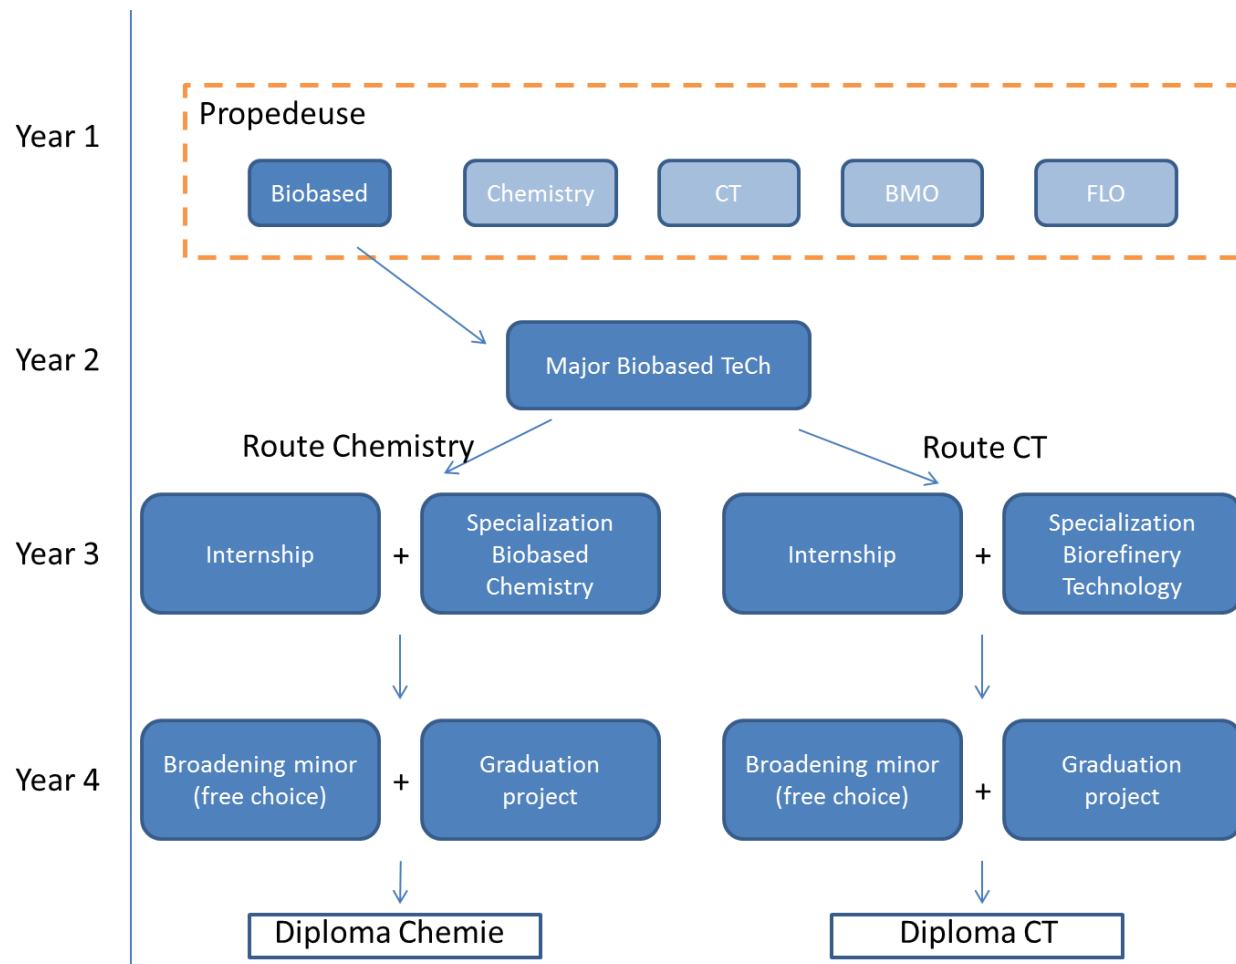 Propedeuse
Year 1
Biobased
Chemistry
CT
BMO
FLO
Year 2
Major Biobased TeCh
Route Chemistry
Route CT
Year 3
Internship
+
Specialization
Biobased
Chemistry
Internship
+
Specialization
Biorefinery
Technology
Year 4
Broadening minor
(free choice)
+
Graduation
project
Broadening minor
(free choice)
+
Graduation
project
Diploma Chemie
Diploma CT